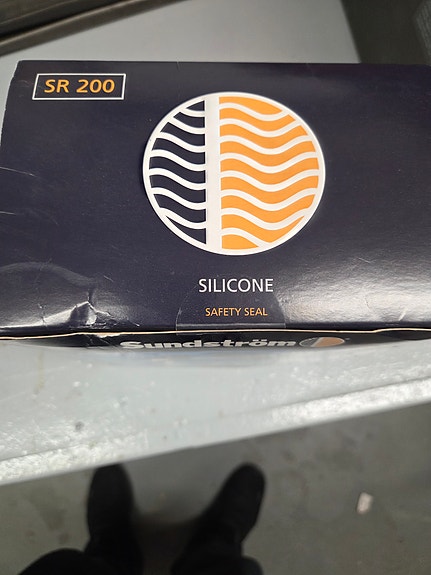 SR 200
SILICONE
SAFETY SEAL
Sundström